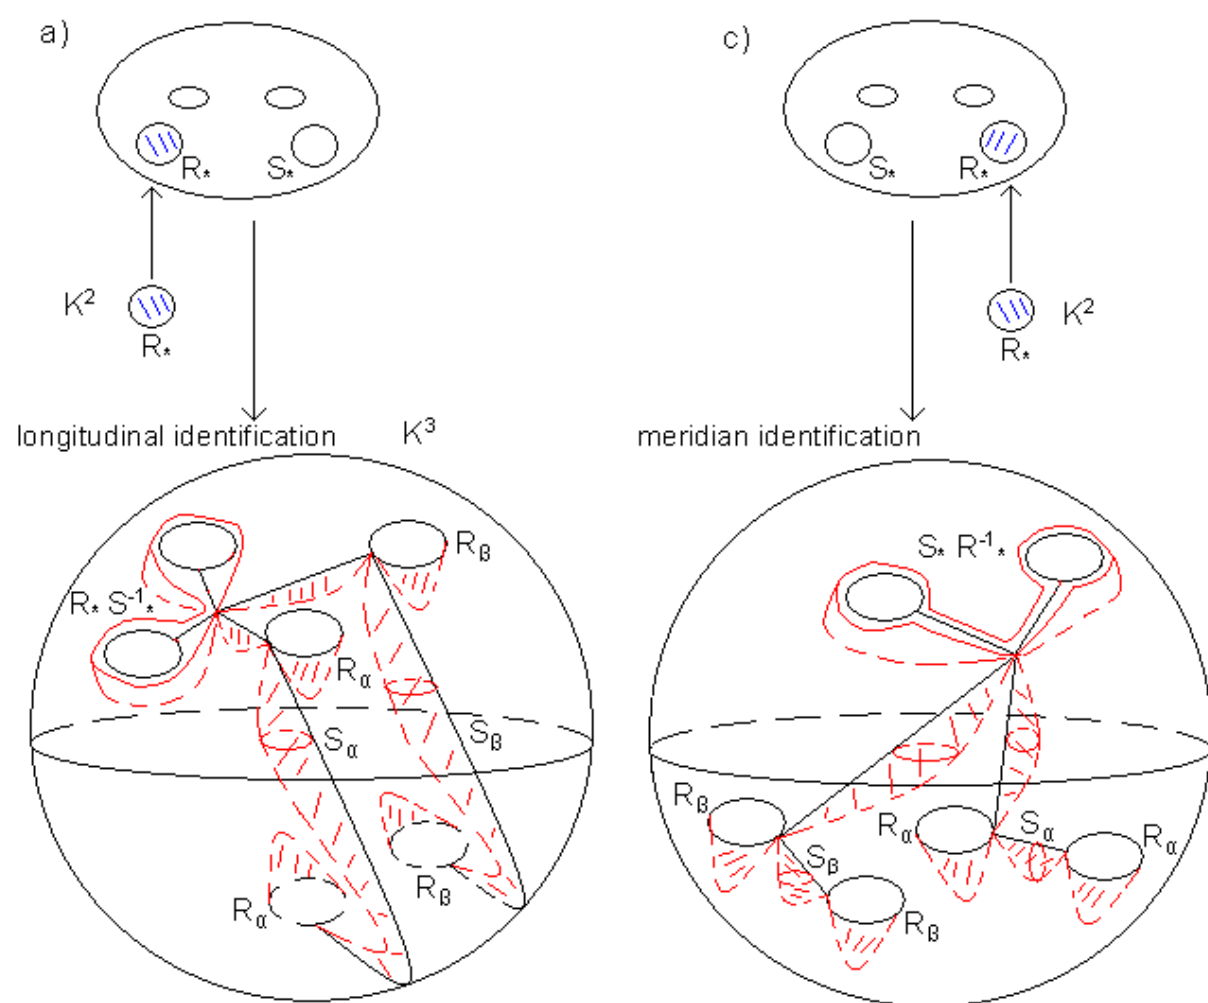 a)
c)
R* S*
S* R*
K²
R*
K²
R*
longitudinal identification K³
meridian identification
Rβ
R* S⁻¹*
Rα
Sα
Sβ
Rβ
Rα
S* R⁻¹*
Rβ
Rα
Sα
Rα
Sβ
Rβ